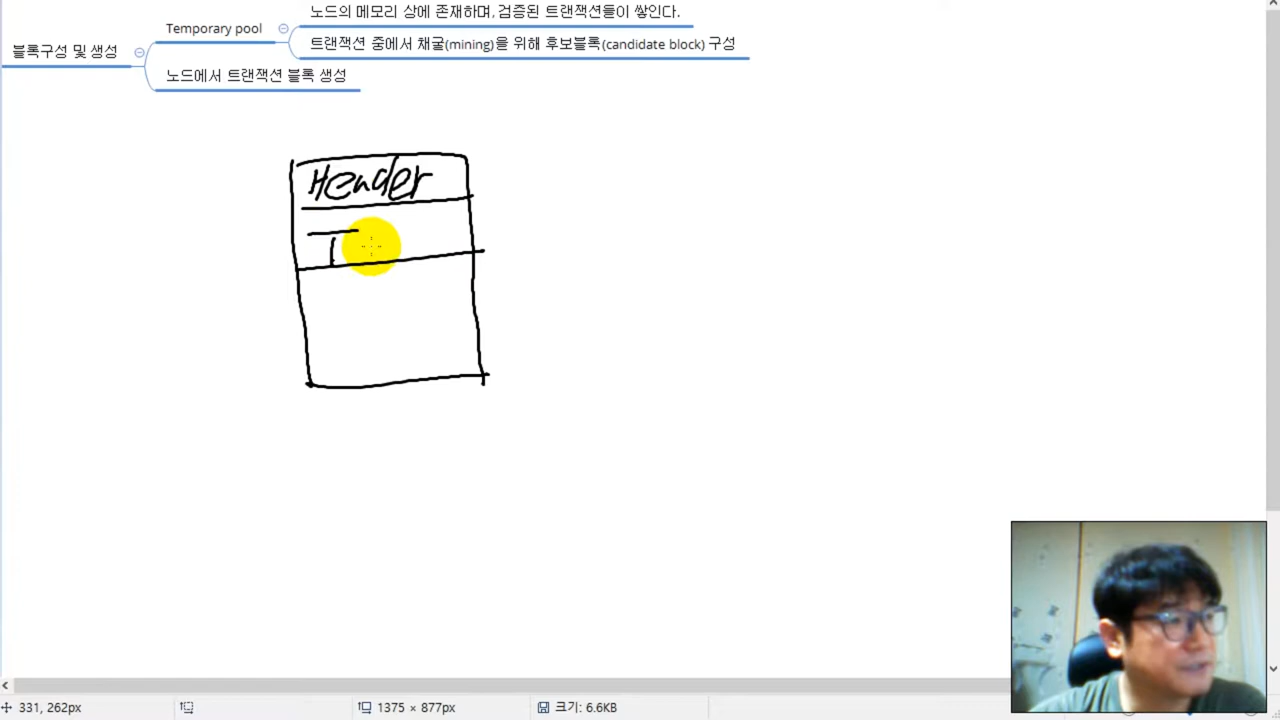 노드의 메모리 상에 존재하며, 검증된 트랜잭션들이 쌓인다.
Temporary pool
트랜잭션 중에서 채굴(mining)을 위해 후보블록(candidate block) 구성
블록구성 및 생성
노드에서 트랜잭션 블록 생성
Header
T
331, 262px
1375 × 877px
크기: 6.6KB